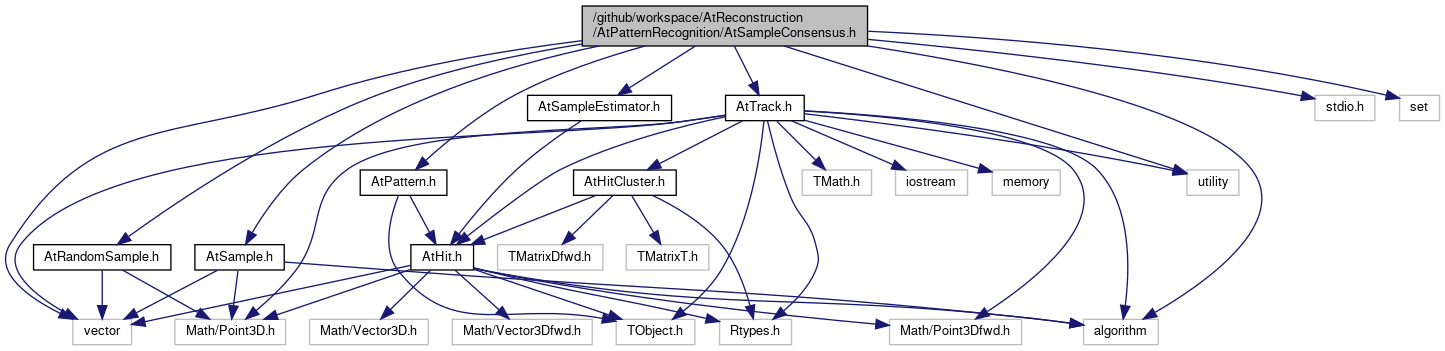 /github/workspace/AtReconstruction
/AtPatternRecognition/AtSampleConsensus.h
AtSampleEstimator.h
AtTrack.h
stdio.h
set
AtPattern.h
AtHitCluster.h
TMath.h
iostream
memory
utility
AtRandomSample.h
AtSample.h
AtHit.h
TMatrixDfwd.h
TMatrixT.h
vector
Math/Point3D.h
Math/Vector3D.h
Math/Vector3Dfwd.h
TObject.h
Rtypes.h
Math/Point3Dfwd.h
algorithm